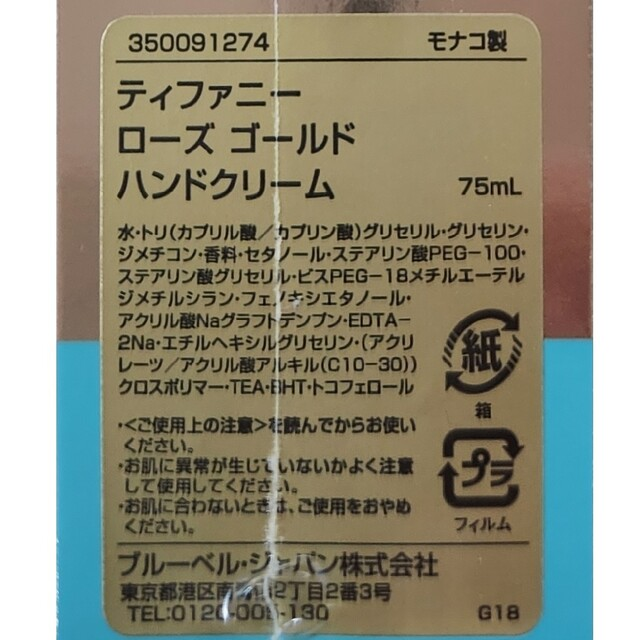 350091274 モナコ製
ティファニー
ローズ ゴールド
ハンドクリーム 75mL
水・トリ(カプリル酸/カプリン酸)グリセリル・グリセリン・
ジメチコン・香料・セタノール・ステアリン酸PEG-100・
ステアリン酸グリセリル・ビスPEG-18メチルエーテル
ジメチルシラン・フェノキシエタノール・
アクリル酸Naグラフトデンプン・EDTA-
2Na・エチルヘキシルグリセリン・(アクリ
レーツ/アクリル酸アルキル(C10-30))
クロスポリマー・TEA・BHT・トコフェロール
紙
箱
・<ご使用上の注意>を読んでからお使い
ください。
・お肌に異常が生じていないかよく注意
して使用してください。
・お肌に合わないときは、ご使用をおやめ
ください。
プラ
フィルム
ブルーベル・ジャパン株式会社
東京都港区南青山2丁目2番3号
TEL:0120-005-130 G18